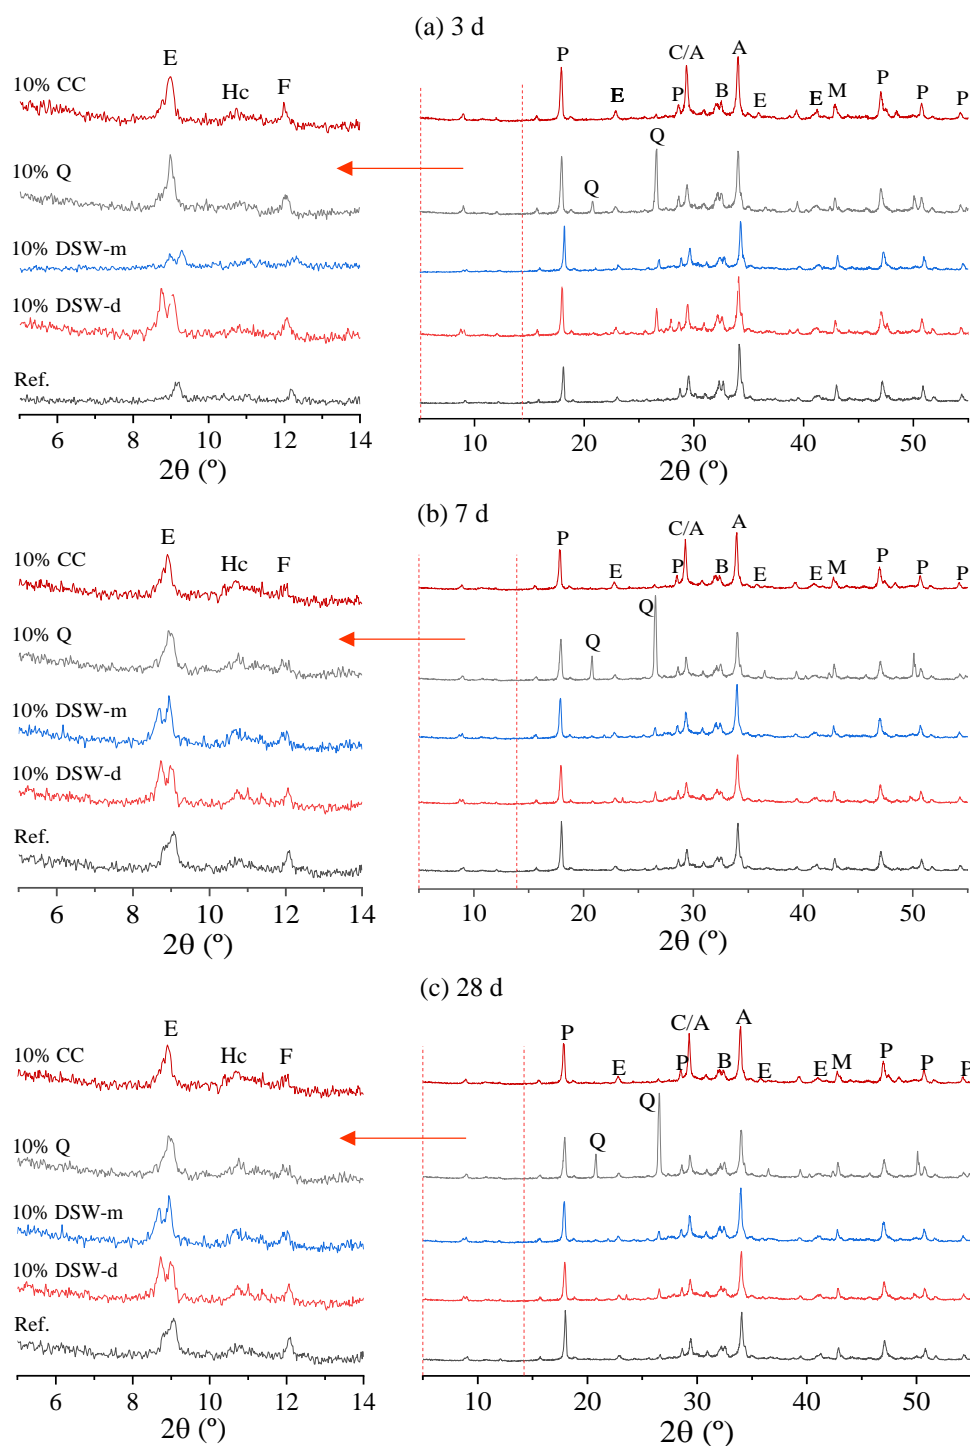 (a) 3 d
10% CC
E
Hc
F
10% Q
10% DSW-m
10% DSW-d
Ref.
6 8 10 12 14
2θ (º)
P
E
P
C/A
B
A
E
E
M
P
P
P
Q
Q
10 20 30 40 50
2θ (º)
(b) 7 d
10% CC
E
Hc
F
10% Q
10% DSW-m
10% DSW-d
Ref.
6 8 10 12 14
2θ (º)
P
E
P
C/A
B
A
E
E
M
P
P
P
Q
Q
10 20 30 40 50
2θ (º)
(c) 28 d
10% CC
E
Hc
F
10% Q
10% DSW-m
10% DSW-d
Ref.
6 8 10 12 14
2θ (º)
P
E
P
C/A
B
A
E
E
M
P
P
P
Q
Q
10 20 30 40 50
2θ (º)